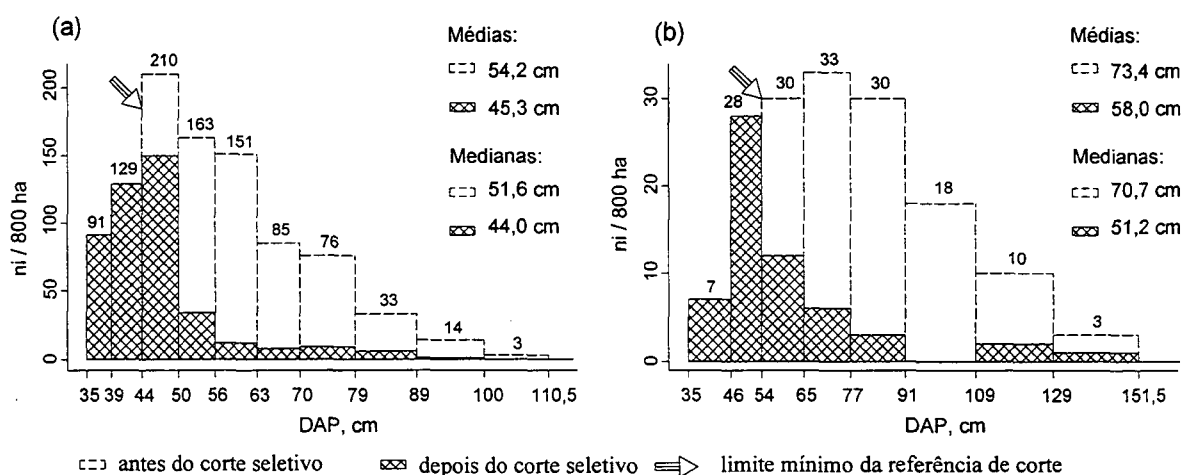 (a)
Médias:
54,2 cm
45,3 cm
Medianas:
51,6 cm
44,0 cm
210
163
151
129
91
85
76
33
14
3
200
150
100
50
0
ni / 800 ha
35 39 44 50 56 63 70 79 89 100 110,5
DAP, cm
(b)
Médias:
73,4 cm
58,0 cm
Medianas:
70,7 cm
51,2 cm
33
30
30
28
18
10
7
3
30
20
10
0
ni / 800 ha
35 46 54 65 77 91 109 129 151,5
DAP, cm
antes do corte seletivo depois do corte seletivo limite mínimo da referência de corte